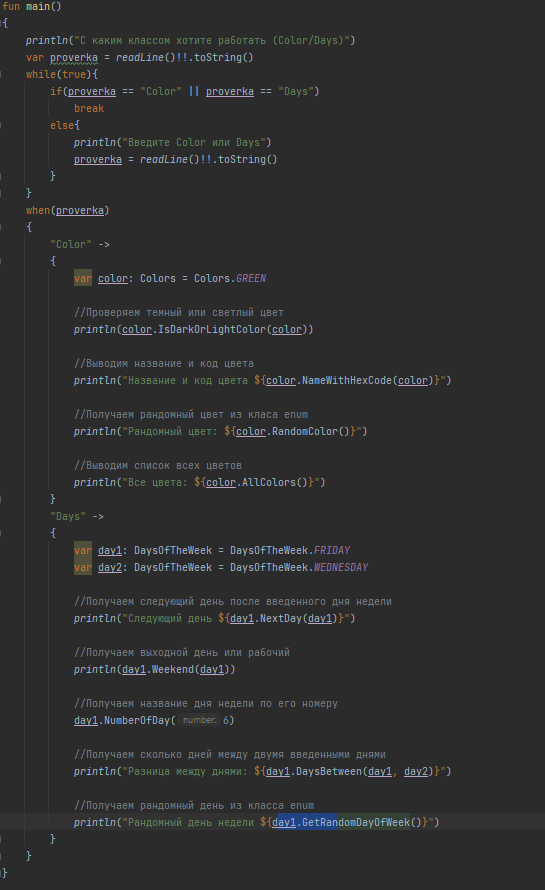 fun main()
{
println("С каким классом хотите работать (Color/Days)")
var proverka = readLine()!!.toString()
while(true){
if(proverka == "Color" || proverka == "Days")
break
else{
println("Введите Color или Days")
proverka = readLine()!!.toString()
}
}
when(proverka)
{
"Color" ->
{
var color: Colors = Colors.GREEN
//Проверяем темный или светлый цвет
println(color.IsDarkOrLightColor(color))
//Выводим название и код цвета
println("Название и код цвета ${color.NameWithHexCode(color)}")
//Получаем рандомный цвет из класа enum
println("Рандомный цвет: ${color.RandomColor()}")
//Выводим список всех цветов
println("Все цвета: ${color.AllColors()}")
}
"Days" ->
{
var day1: DaysOfTheWeek = DaysOfTheWeek.FRIDAY
var day2: DaysOfTheWeek = DaysOfTheWeek.WEDNESDAY
//Получаем следующий день после введенного дня недели
println("Следующий день ${day1.NextDay(day1)}")
//Получаем выходной день или рабочий
println(day1.Weekend(day1))
//Получаем название дня недели по его номеру
day1.NumberOfDay( number: 6)
//Получаем сколько дней между двумя введенными днями
println("Разница между днями: ${day1.DaysBetween(day1, day2)}")
//Получаем рандомный день из класса enum
println("Рандомный день недели ${day1.GetRandomDayOfWeek()}")
}
}
}